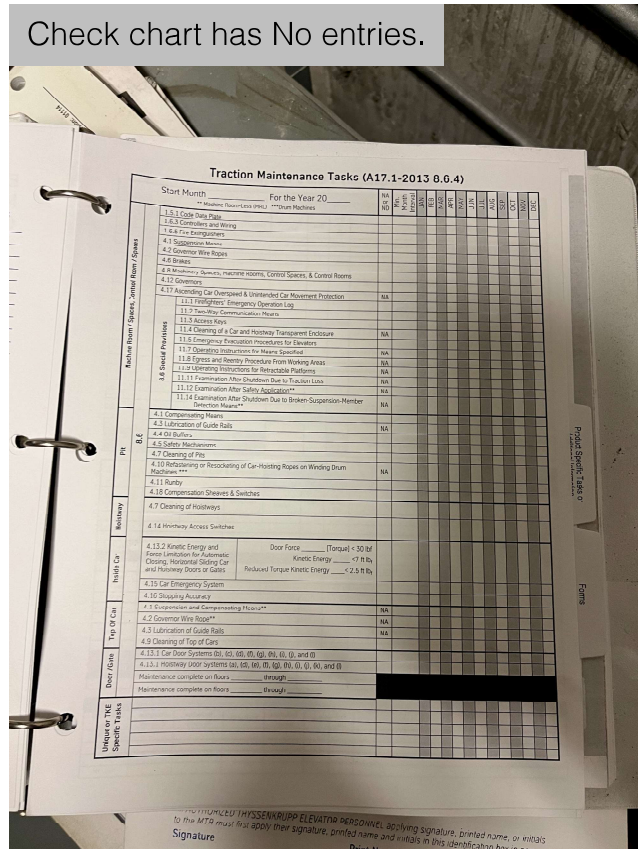 Check chart has No entries.
Traction Maintenance Tasks (A17.1-2013 8.6.4)
Start Month For the Year 20
** Machine Room-Less (MRL) ***Drum Machines
NA OR ND
Min. Month Interval
JAN FEB MAR APR MAY JUN JUL AUG SEP OCT NOV DEC
Machine Room / Spaces, Control Room / Spaces
1.5.1 Code Data Plate
1.6.3 Controllers and Wiring
1.6.6 Fire Extinguishers
4.1 Suspension Means
4.2 Governor Wire Ropes
4.6 Brakes
4.8 Machinery Spaces, Machine Rooms, Control Spaces, & Control Rooms
4.12 Governors
4.17 Ascending Car Overspeed & Unintended Car Movement Protection NA
Special Provisions
11.1 Firefighters' Emergency Operation Log
11.2 Two-Way Communication Means
11.3 Access Keys
11.4 Cleaning of a Car and Hoistway Transparent Enclosure NA
11.5 Emergency Evacuation Procedures for Elevators NA
11.7 Operating Instructions for Means Specified NA
11.8 Egress and Reentry Procedure From Working Areas NA
11.9 Operating Instructions for Retractable Platforms NA
11.11 Examination After Shutdown Due to Traction Loss NA
11.12 Examination After Safety Application** NA
11.14 Examination After Shutdown Due to Broken-Suspension-Member
Detection Means** NA
8.6
Pit
4.1 Compensating Means
4.3 Lubrication of Guide Rails NA
4.4 Oil Buffers
4.5 Safety Mechanisms
4.7 Cleaning of Pits
4.10 Refastening or Resocketing of Car-Hoisting Ropes on Winding Drum
Machines *** NA
4.11 Runby
4.18 Compensation Sheaves & Switches
Hoistway
4.7 Cleaning of Hoistways
4.14 Hoistway Access Switches
Inside Car
4.13.2 Kinetic Energy and
Force Limitation for Automatic
Closing, Horizontal Sliding Car
and Hoistway Doors or Gates
Door Force (Torque) < 30 lbf
Kinetic Energy <7 ft lbf
Reduced Torque Kinetic Energy < 2.5 ft lbf
4.15 Car Emergency System
4.16 Stopping Accuracy
Top Of Car
4.1 Suspension and Compensating Means** NA
4.2 Governor Wire Rope** NA
4.3 Lubrication of Guide Rails NA
4.9 Cleaning of Top of Cars
Door /Gate
4.13.1 Car Door Systems (b), (c), (d), (f), (g), (h), (i), (j), and (l)
4.13.1 Hoistway Door Systems (a), (d), (e), (f), (g), (h), (i), (j), (k), and (l)
Maintenance complete on floors through
Maintenance complete on floors through
Unique or TKE
Specific Tasks
Product Specific Tasks or
Forms
AUTHORIZED THYSSENKRUPP ELEVATOR PERSONNEL applying signature, printed name, or initials
to the MTR must first apply their signature, printed name and initials in this identification box
Signature